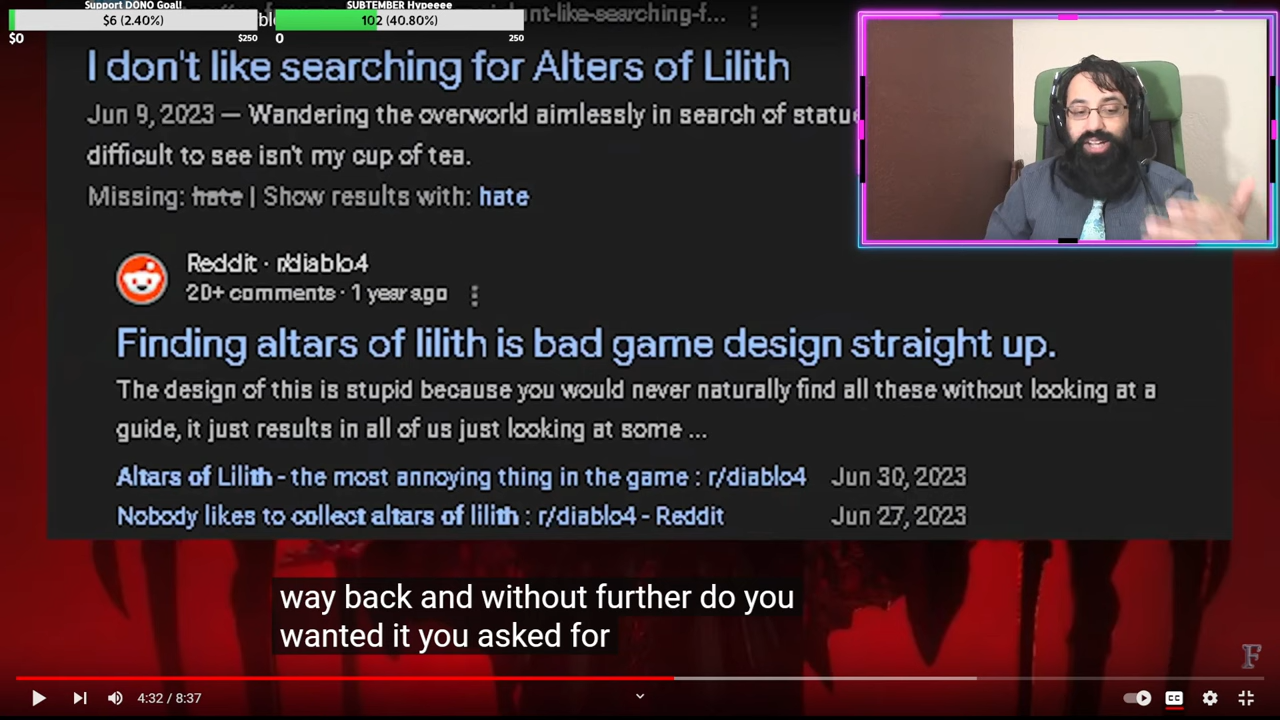 Support DONO Goal!
$6 (2.40%)
$0
$250
SUBTEMBER Hypeeee
102 (40.80%)
0
250
I don't like searching for Alters of Lilith
Jun 9, 2023 — Wandering the overworld aimlessly in search of statue
difficult to see isn't my cup of tea.
Missing: hate | Show results with: hate
Reddit · r/diablo4
20+ comments · 1 year ago
Finding altars of lilith is bad game design straight up.
The design of this is stupid because you would never naturally find all these without looking at a
guide, it just results in all of us just looking at some ...
Altars of Lilith - the most annoying thing in the game : r/diablo4 Jun 30, 2023
Nobody likes to collect altars of lilith : r/diablo4 - Reddit Jun 27, 2023
way back and without further do you
wanted it you asked for
F
4:32 / 8:37
CC